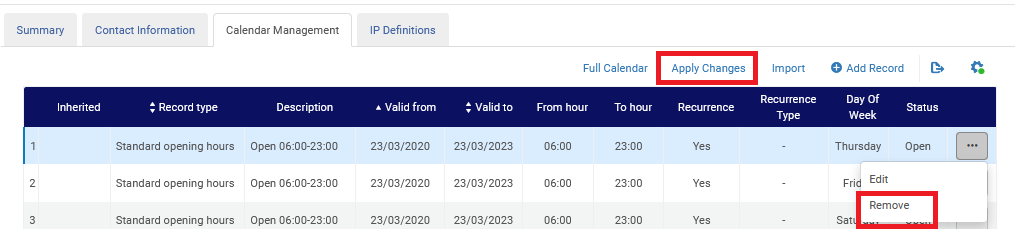 Summary Contact Information Calendar Management IP Definitions
Full Calendar Apply Changes Import Add Record
Inherited Record type Description Valid from Valid to From hour To hour Recurrence Recurrence Type Day Of Week Status
1 Standard opening hours Open 06:00-23:00 23/03/2020 23/03/2023 06:00 23:00 Yes - Thursday Open ...
Edit
2 Standard opening hours Open 06:00-23:00 23/03/2020 23/03/2023 06:00 23:00 Yes -
Remove
3 Standard opening hours Open 06:00-23:00 23/03/2020 23/03/2023 06:00 23:00 Yes - Saturday Open